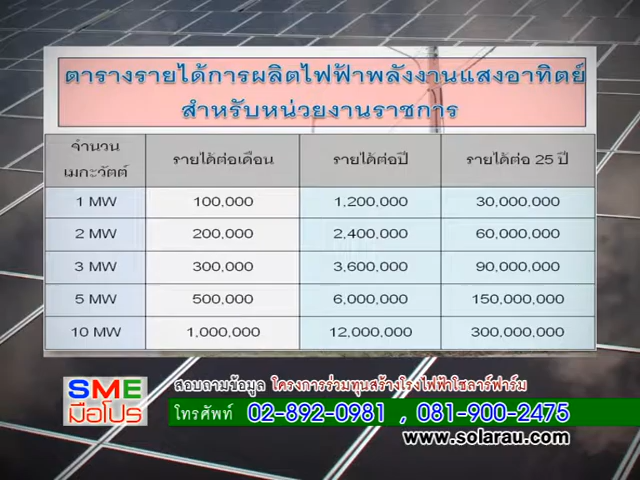 ตารางรายได้การผลิตไฟฟ้าพลังงานแสงอาทิตย์
สำหรับหน่วยงานราชการ
จำนวน
เมกะวัตต์
รายได้ต่อเดือน
รายได้ต่อปี
รายได้ต่อ 25 ปี
1 MW 100,000 1,200,000 30,000,000
2 MW 200,000 2,400,000 60,000,000
3 MW 300,000 3,600,000 90,000,000
5 MW 500,000 6,000,000 150,000,000
10 MW 1,000,000 12,000,000 300,000,000
SME
มือโปร
สอบถามข้อมูล โครงการร่วมทุนสร้างโรงไฟฟ้าโซลาร์ฟาร์ม
โทรศัพท์ 02-892-0981 , 081-900-2475
www.solarau.com